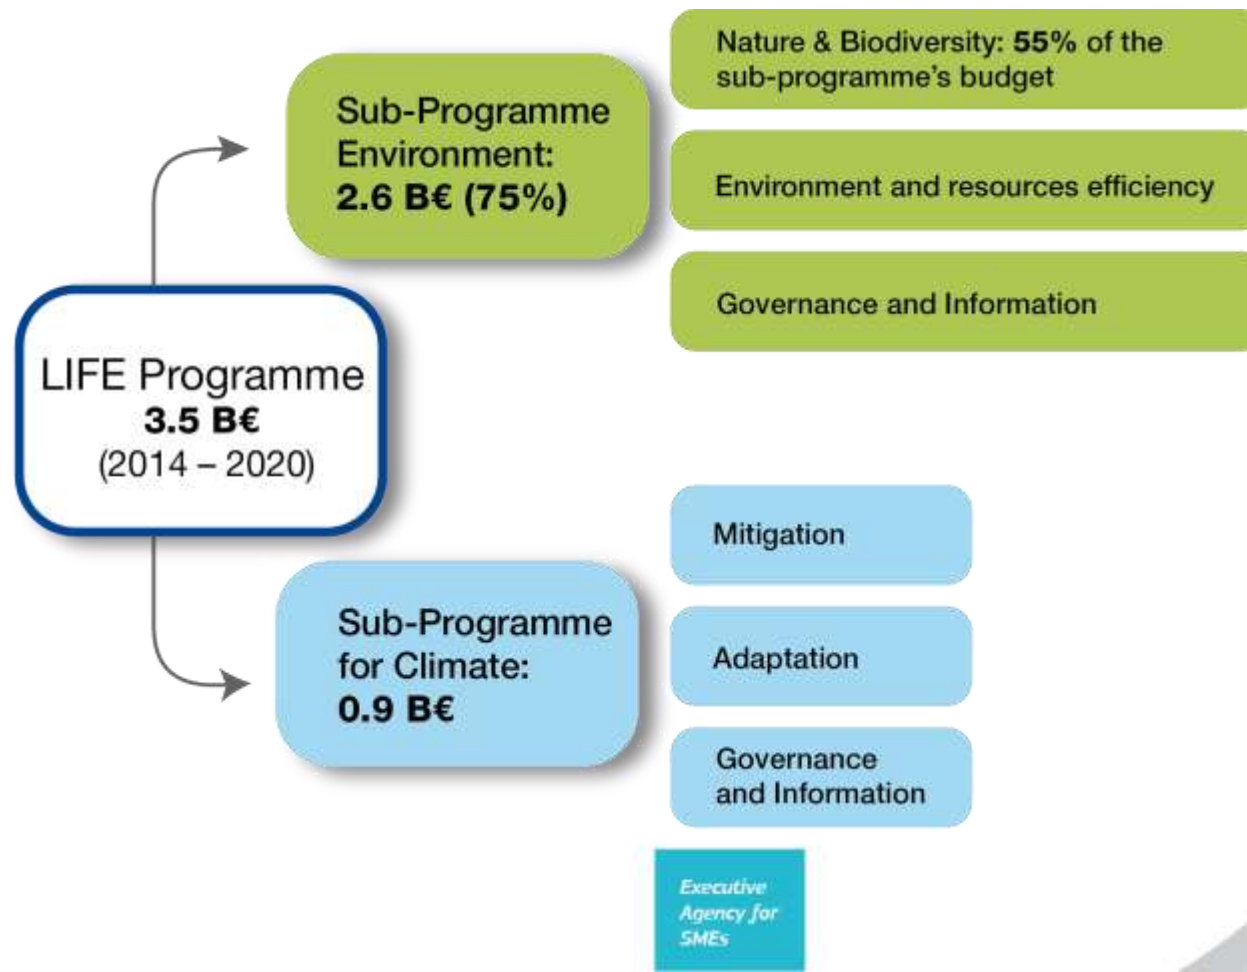 Nature & Biodiversity: 55% of the
sub-programme's budget
Sub-Programme
Environment:
2.6 B€ (75%)
Environment and resources efficiency
Governance and Information
LIFE Programme
3.5 B€
(2014 – 2020)
Mitigation
Sub-Programme
for Climate:
0.9 B€
Adaptation
Governance
and Information
Executive
Agency for
SMEs